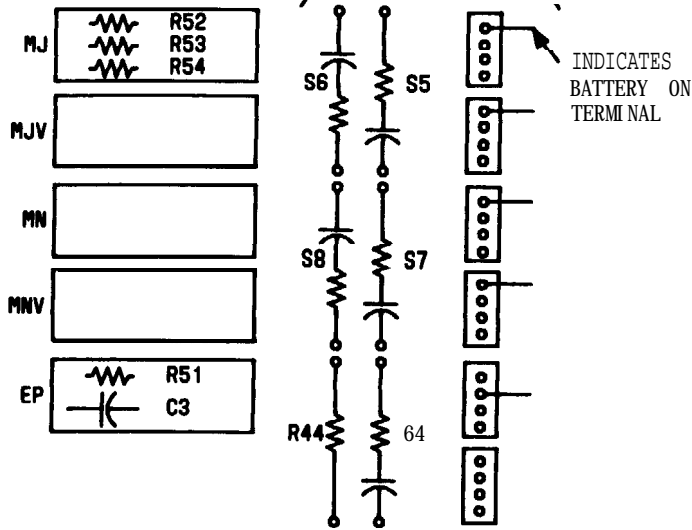 MJ
R52
R53
R54
MJV
MN
MNV
EP
R51
C3
S6
S5
S8
S7
R44
64
INDICATES
BATTERY ON
TERMINAL